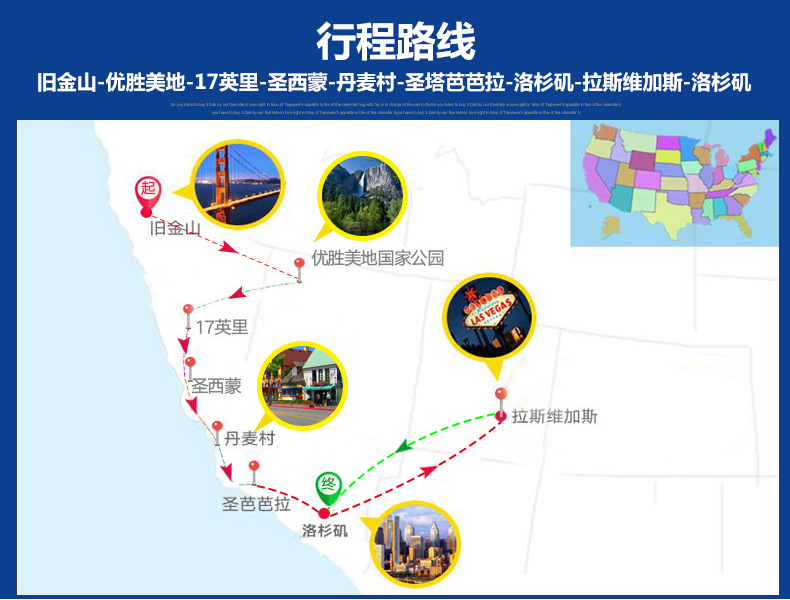 行程路线
旧金山-优胜美地-17英里-圣西蒙-丹麦村-圣塔芭芭拉-洛杉矶-拉斯维加斯-洛杉矶
起
旧金山
优胜美地国家公园
17英里
LAS VEGAS
圣西蒙
丹麦村
拉斯维加斯
圣芭芭拉
终
洛杉矶